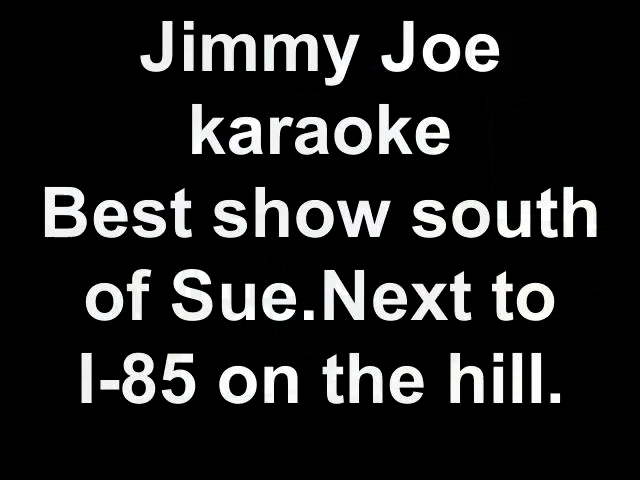 Jimmy Joe
karaoke
Best show south
of Sue.Next to
I-85 on the hill.